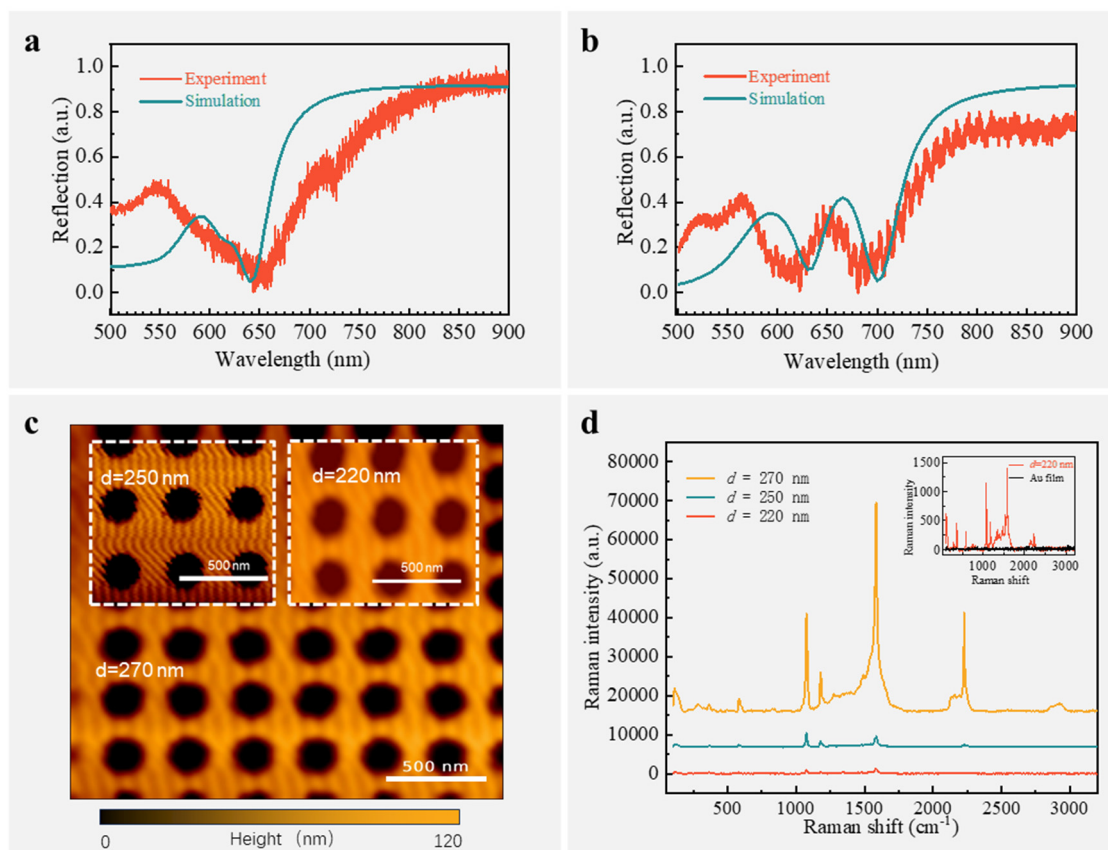 a
1.0
0.8
0.6
0.4
0.2
0.0
Reflection (a.u.)
Experiment
Simulation
500 550 600 650 700 750 800 850 900
Wavelength (nm)
b
1.0
0.8
0.6
0.4
0.2
0.0
Reflection (a.u.)
Experiment
Simulation
500 550 600 650 700 750 800 850 900
Wavelength (nm)
c
d=250 nm
500 nm
d=220 nm
500 nm
d=270 nm
500 nm
0 Height (nm) 120
d
80000
70000
60000
50000
40000
30000
20000
10000
0
Raman intensity (a.u.)
d = 270 nm
d = 250 nm
d = 220 nm
1500
1000
500
0
Raman intensity
d=220 nm
Au film
1000 2000 3000
Raman shift
500 1000 1500 2000 2500 3000
Raman shift (cm⁻¹)